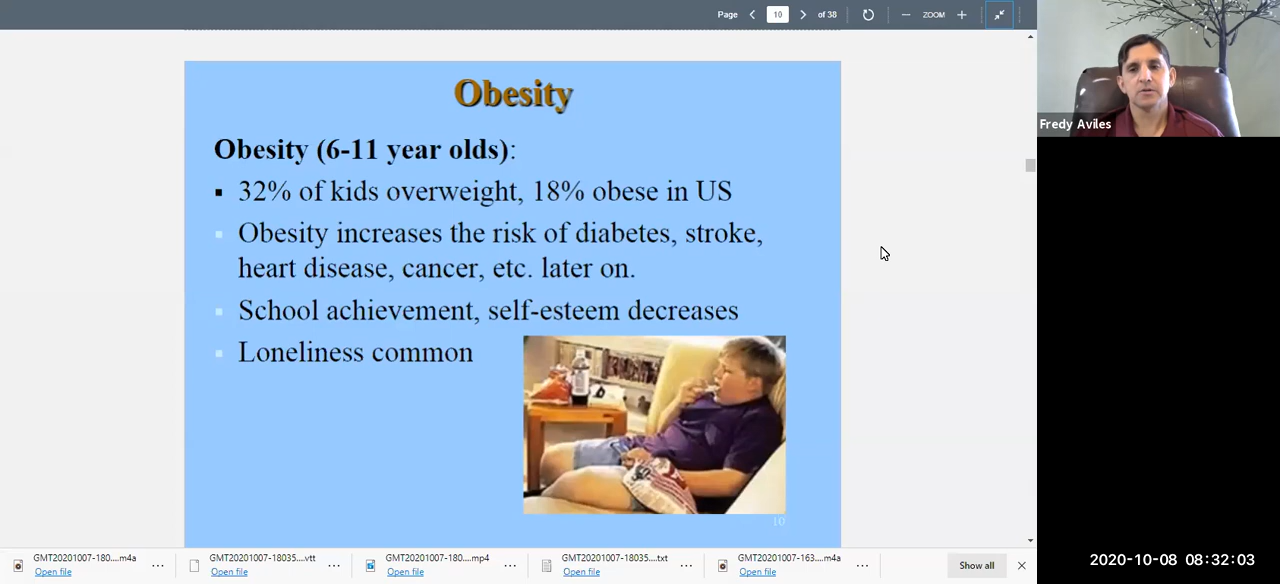 Page
10
of 38
ZOOM
Fredy Aviles
Obesity
Obesity (6-11 year olds):
▪ 32% of kids overweight, 18% obese in US
▪ Obesity increases the risk of diabetes, stroke,
heart disease, cancer, etc. later on.
▪ School achievement, self-esteem decreases
▪ Loneliness common
10
GMT20201007-180....m4a
Open file
GMT20201007-18035....vtt
Open file
GMT20201007-180....mp4
Open file
GMT20201007-18035....txt
Open file
GMT20201007-163....m4a
Open file
Show all
2020-10-08 08:32:03